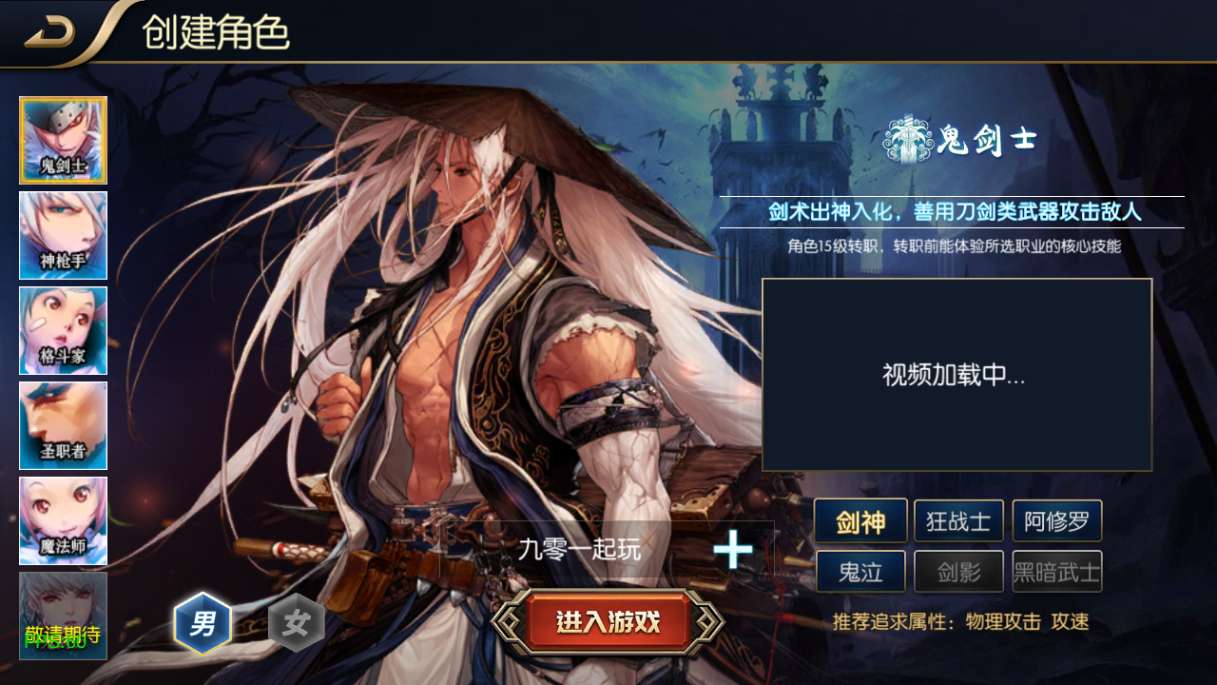 创建角色
鬼剑士
神枪手
格斗家
圣职者
魔法师
敬请期待
鬼剑士
剑术出神入化，善用刀剑类武器攻击敌人
角色15级转职，转职前能体验所选职业的核心技能
视频加载中...
剑神 狂战士 阿修罗
鬼泣 剑影 黑暗武士
推荐追求属性：物理攻击 攻速
九零一起玩
男 女
进入游戏